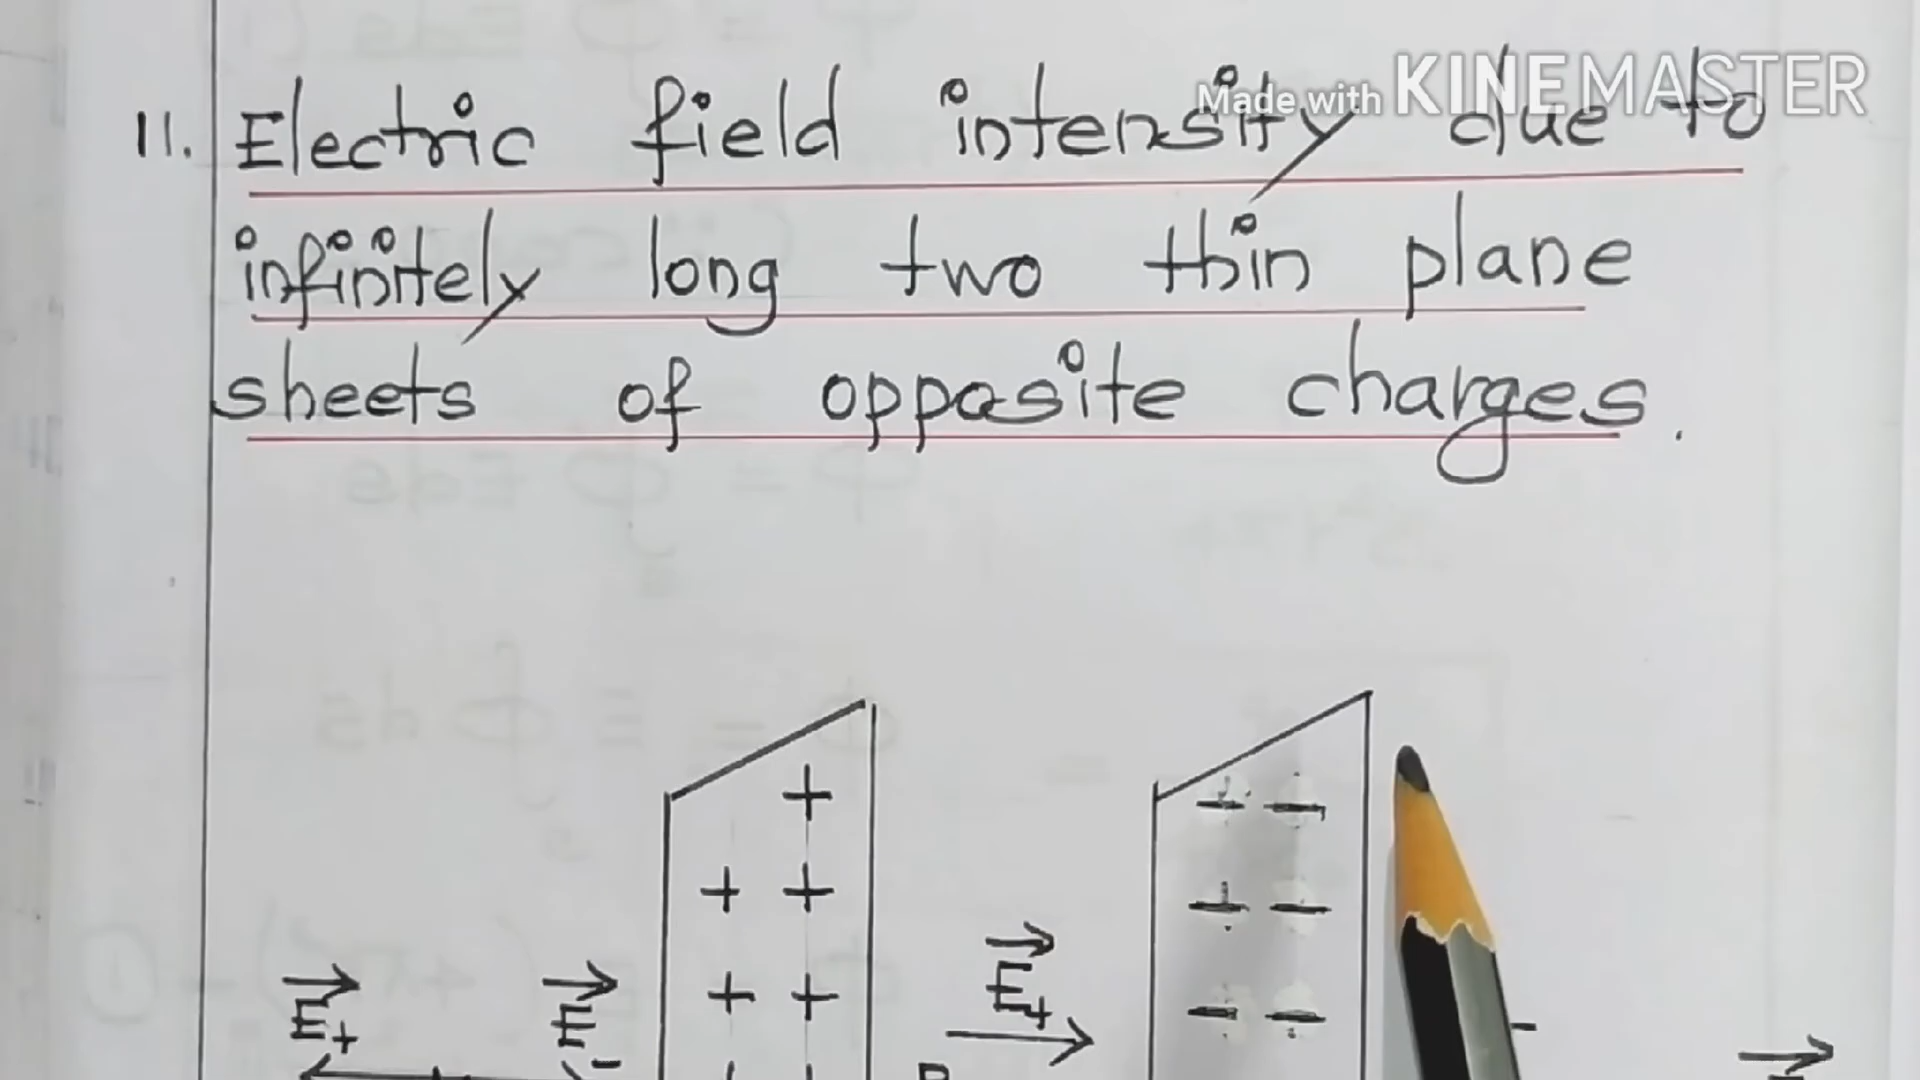 Made with KINEMASTER
11. Electric field intensity due to
infinitely long two thin plane
sheets of opposite charges.
+
− −
+ +
− −
+ +
− −
E+
E-
E+